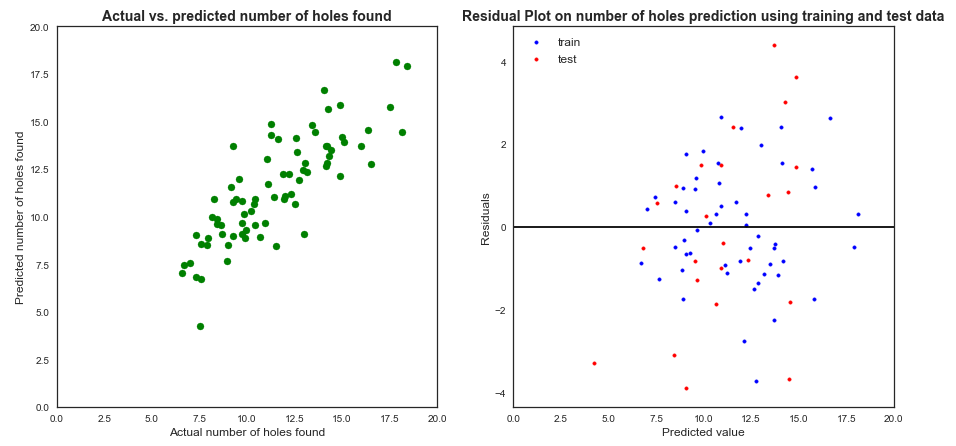 Actual vs. predicted number of holes found
20.0
17.5
15.0
12.5
10.0
7.5
5.0
2.5
0.0
Predicted number of holes found
0.0 2.5 5.0 7.5 10.0 12.5 15.0 17.5 20.0
Actual number of holes found
Residual Plot on number of holes prediction using training and test data
train
test
4
2
0
−2
−4
Residuals
0.0 2.5 5.0 7.5 10.0 12.5 15.0 17.5 20.0
Predicted value